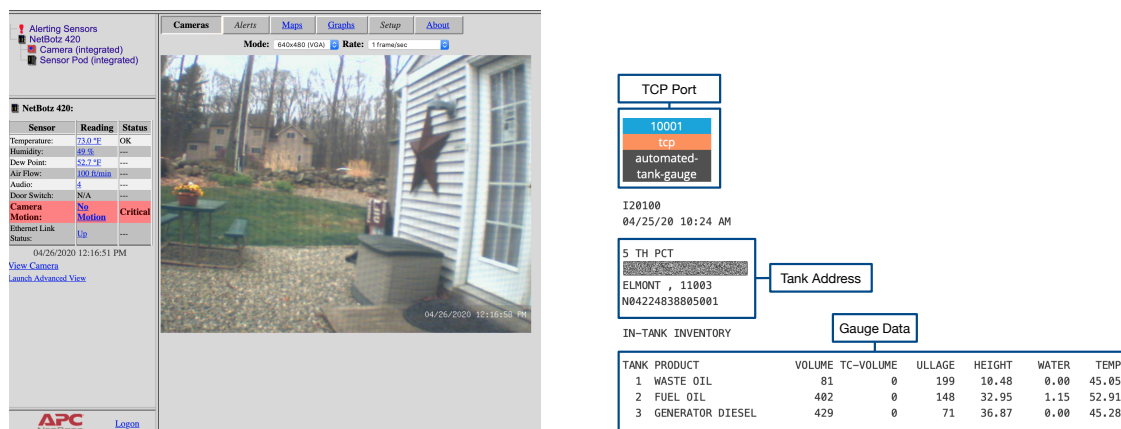 Alerting Sensors
NetBotz 420
Camera (integrated)
Sensor Pod (integrated)
NetBotz 420:
Sensor Reading Status
Temperature: 73.0 °F OK
Humidity: 49 % ---
Dew Point: 52.7 °F ---
Air Flow: 100 ft/min ---
Audio: 4 ---
Door Switch: N/A ---
Camera Motion: No Motion Critical
Ethernet Link Status: Up ---
04/26/2020 12:16:51 PM
View Camera
Launch Advanced View
APC
Logon
Cameras Alerts Maps Graphs Setup About
Mode: 640x480 (VGA) Rate: 1 frame/sec
04/26/2020 12:16:50 PM
TCP Port
10001
tcp
automated-
tank-gauge
I20100
04/25/20 10:24 AM
5 TH PCT
ELMONT , 11003
N04224838805001
Tank Address
IN-TANK INVENTORY
Gauge Data
TANK PRODUCT VOLUME TC-VOLUME ULLAGE HEIGHT WATER TEMP
1 WASTE OIL 81 0 199 10.48 0.00 45.05
2 FUEL OIL 402 0 148 32.95 1.15 52.91
3 GENERATOR DIESEL 429 0 71 36.87 0.00 45.28